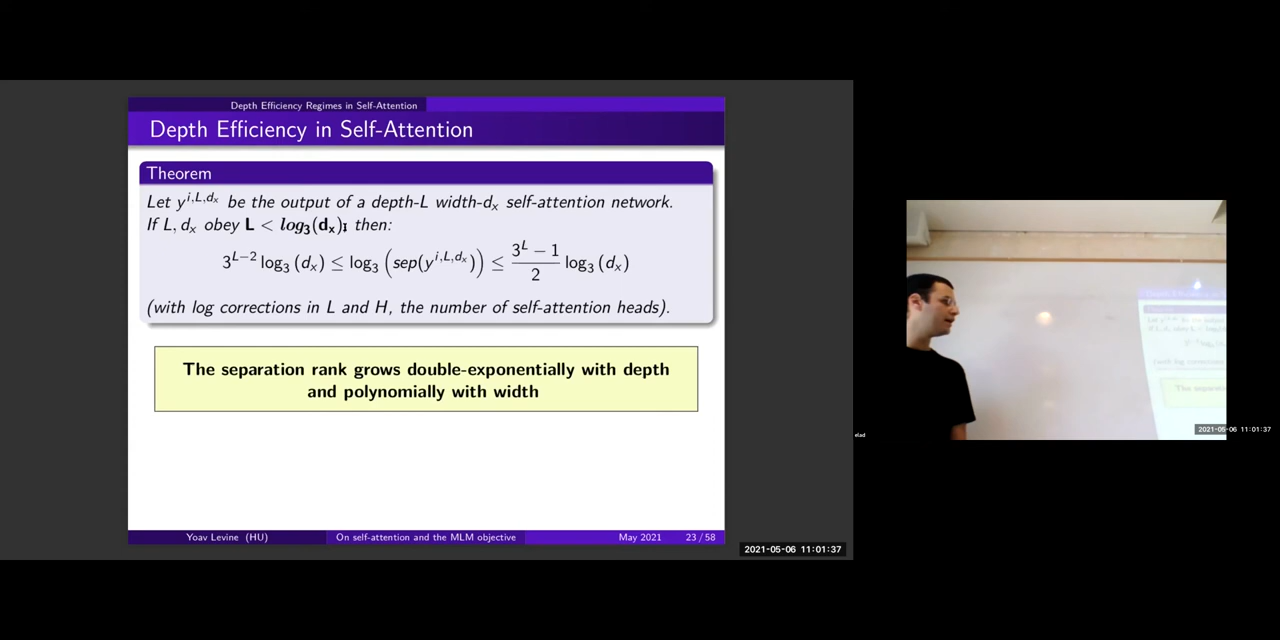 Depth Efficiency Regimes in Self-Attention
Depth Efficiency in Self-Attention
Theorem
Let y^{i,L,d_x} be the output of a depth-L width-d_x self-attention network.
If L, d_x obey L < log_3(d_x), then:
3^{L−2} log_3 (d_x) ≤ log_3 (sep(y^{i,L,d_x})) ≤ \frac{3^L − 1}{2} log_3 (d_x)
(with log corrections in L and H, the number of self-attention heads).
The separation rank grows double-exponentially with depth
and polynomially with width
Yoav Levine (HU) On self-attention and the MLM objective May 2021 23 / 58
2021-05-06 11:01:37
elad
2021-05-06 11:01:37